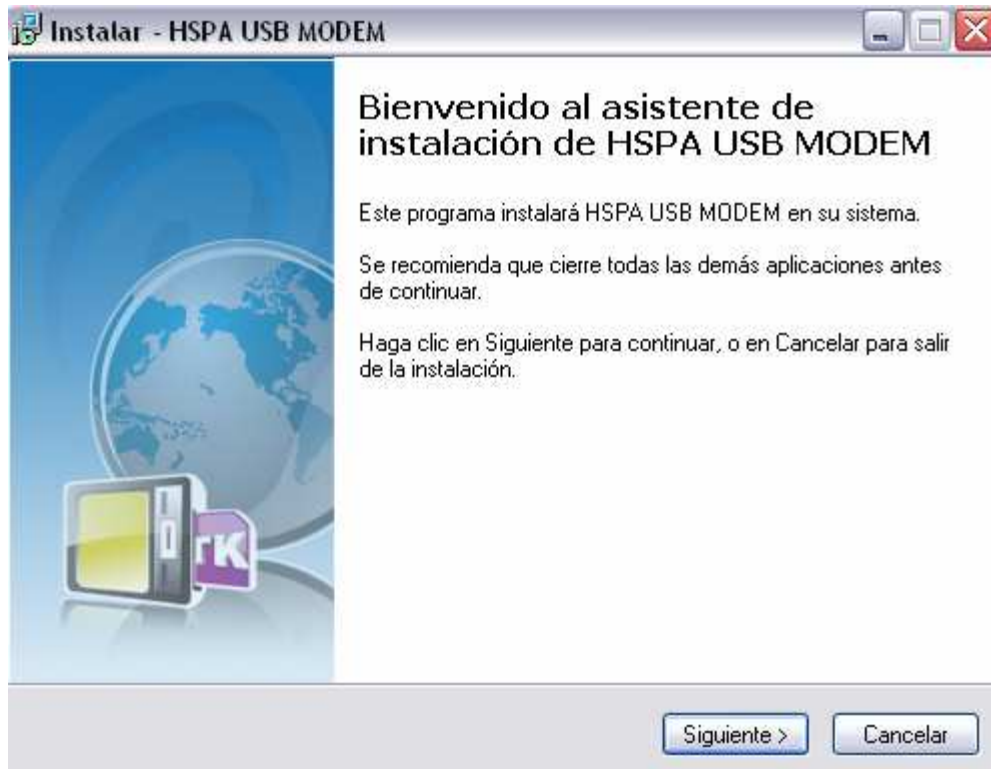 Instalar - HSPA USB MODEM
Bienvenido al asistente de
instalación de HSPA USB MODEM
Este programa instalará HSPA USB MODEM en su sistema.
Se recomienda que cierre todas las demás aplicaciones antes
de continuar.
Haga clic en Siguiente para continuar, o en Cancelar para salir
de la instalación.
Siguiente >
Cancelar